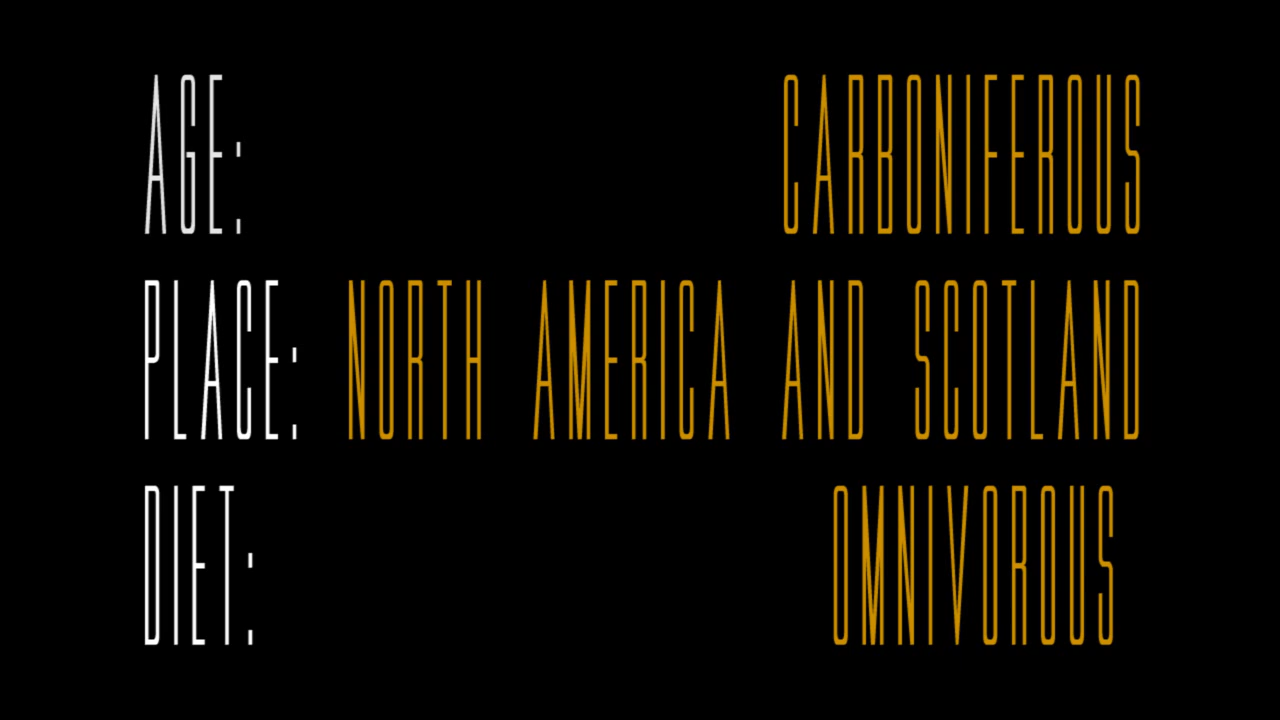 AGE: CARBONIFEROUS
PLACE: NORTH AMERICA AND SCOTLAND
DIET: OMNIVOROUS